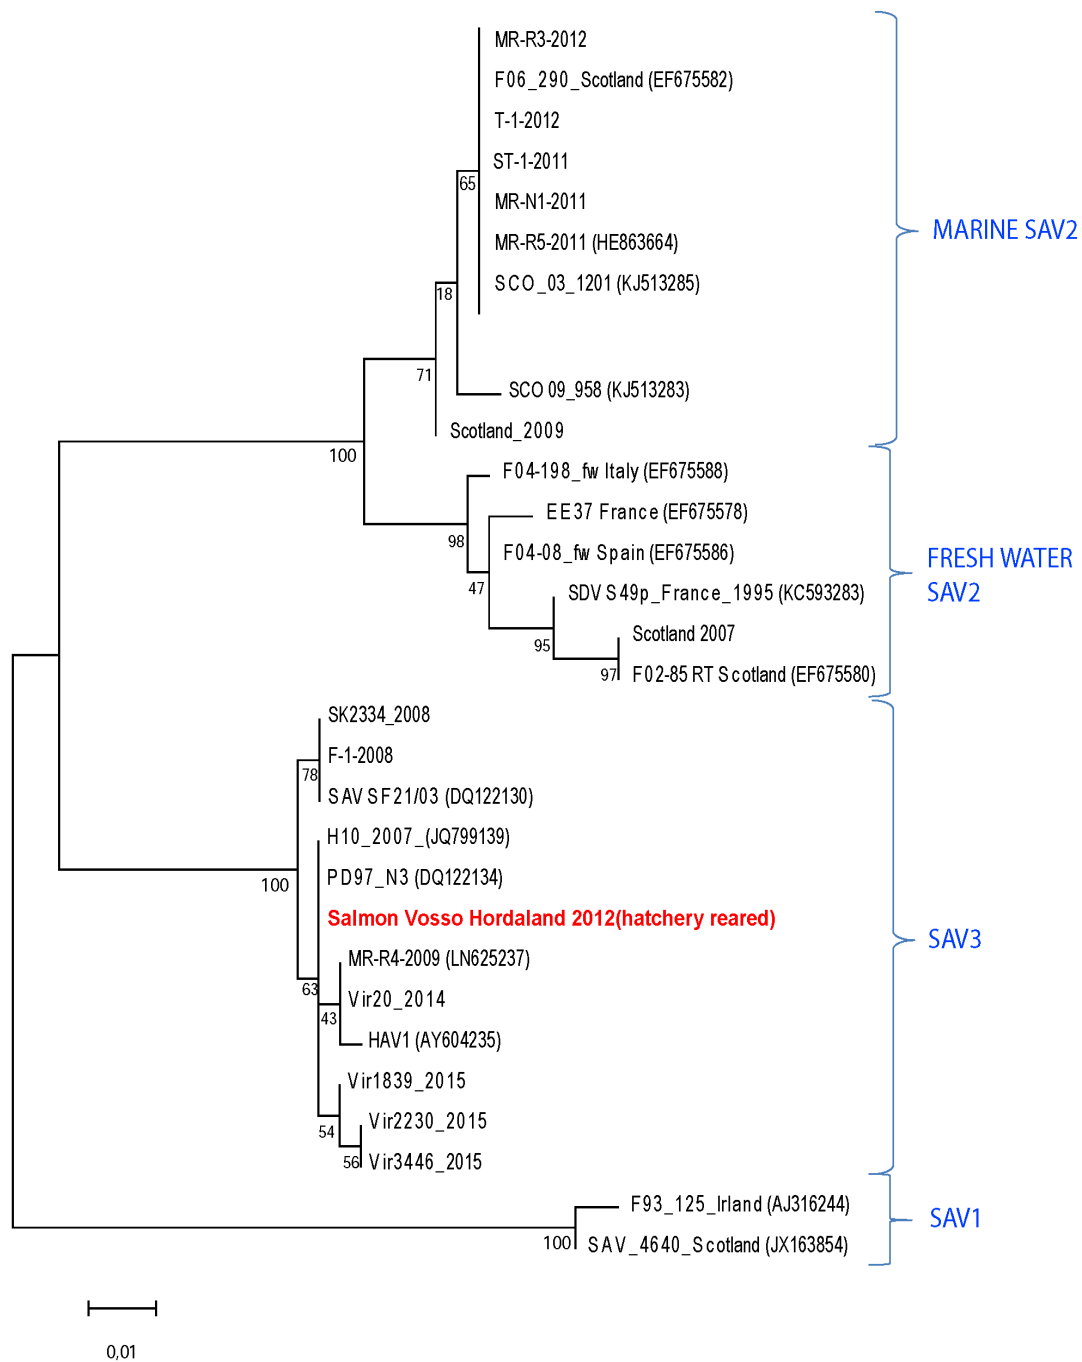 MR-R3-2012
F06_290_Scotland (EF675582)
T-1-2012
ST-1-2011
65
MR-N1-2011
MARINE SAV2
MR-R5-2011 (HE863664)
SCO_03_1201 (KJ513285)
18
71
SCO 09_958 (KJ513283)
Scotland_2009
100
F04-198_fw Italy (EF675588)
EE37 France (EF675578)
98
F04-08_fw Spain (EF675586)
FRESH WATER
SAV2
47
SDV S49p_France_1995 (KC593283)
Scotland 2007
95
97
F02-85 RT Scotland (EF675580)
SK2334_2008
F-1-2008
78
SAV SF21/03 (DQ122130)
H10_2007_(JQ799139)
PD97_N3 (DQ122134)
100
Salmon Vosso Hordaland 2012(hatchery reared)
SAV3
MR-R4-2009 (LN625237)
63
Vir20_2014
43
HAV1 (AY604235)
Vir1839_2015
Vir2230_2015
54
56
Vir3446_2015
F93_125_Irland (AJ316244)
SAV1
100
SAV_4640_Scotland (JX163854)
0,01